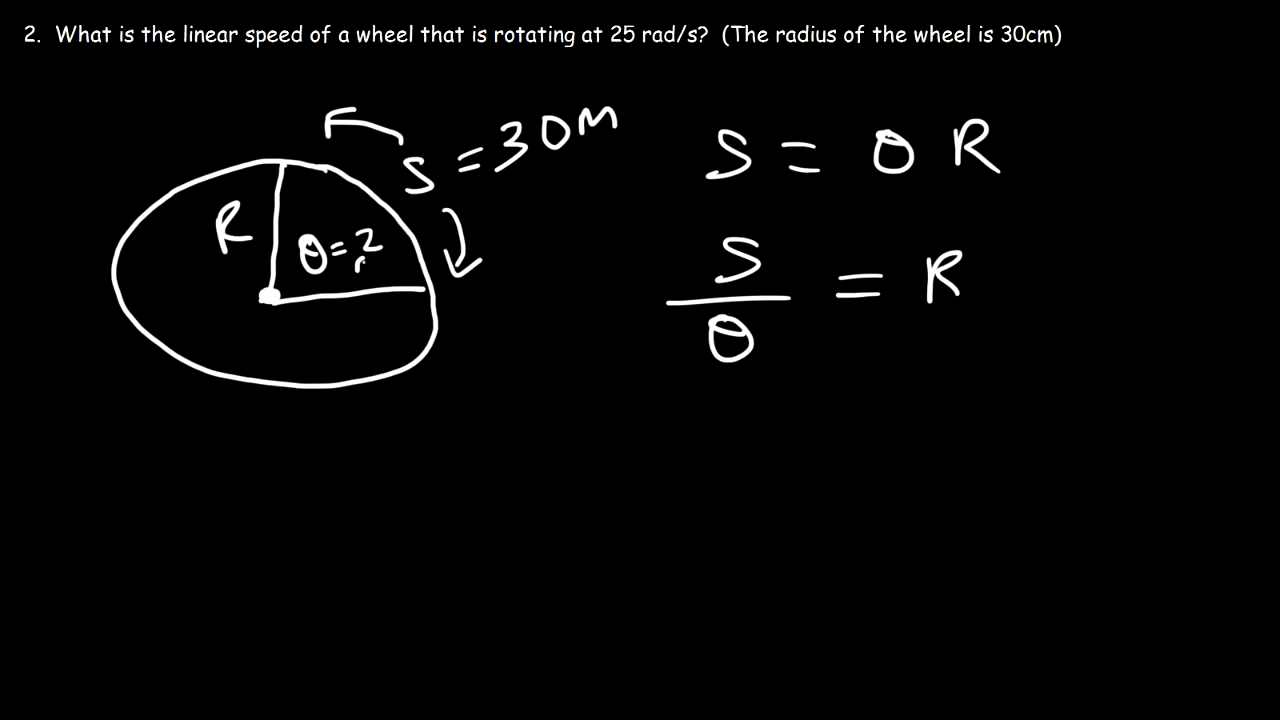 2. What is the linear speed of a wheel that is rotating at 25 rad/s? (The radius of the wheel is 30cm)
S = 30M
R
θ = ?
S = θ R
S
θ
= R